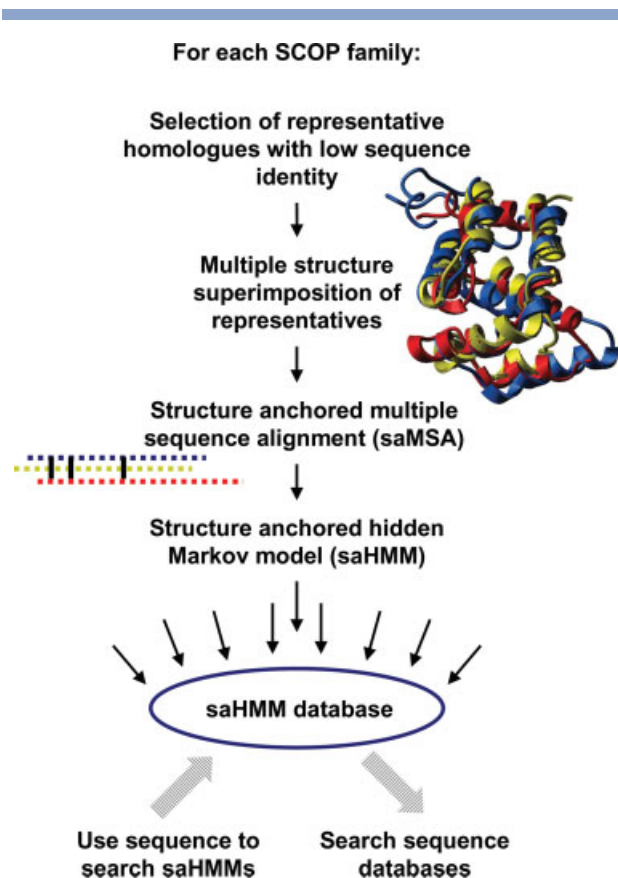 For each SCOP family:
Selection of representative
homologues with low sequence
identity
Multiple structure
superimposition of
representatives
Structure anchored multiple
sequence alignment (saMSA)
Structure anchored hidden
Markov model (saHMM)
saHMM database
Use sequence to
search saHMMs
Search sequence
databases